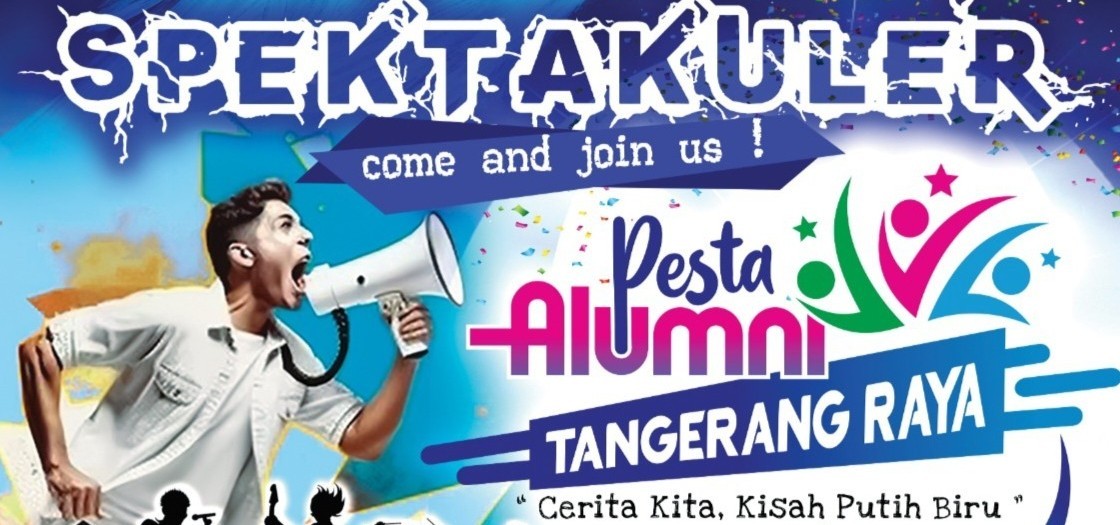 SPEKTAKULER
come and join us !
Pesta
Alumni
TANGERANG RAYA
“ Cerita Kita, Kisah Putih Biru ”